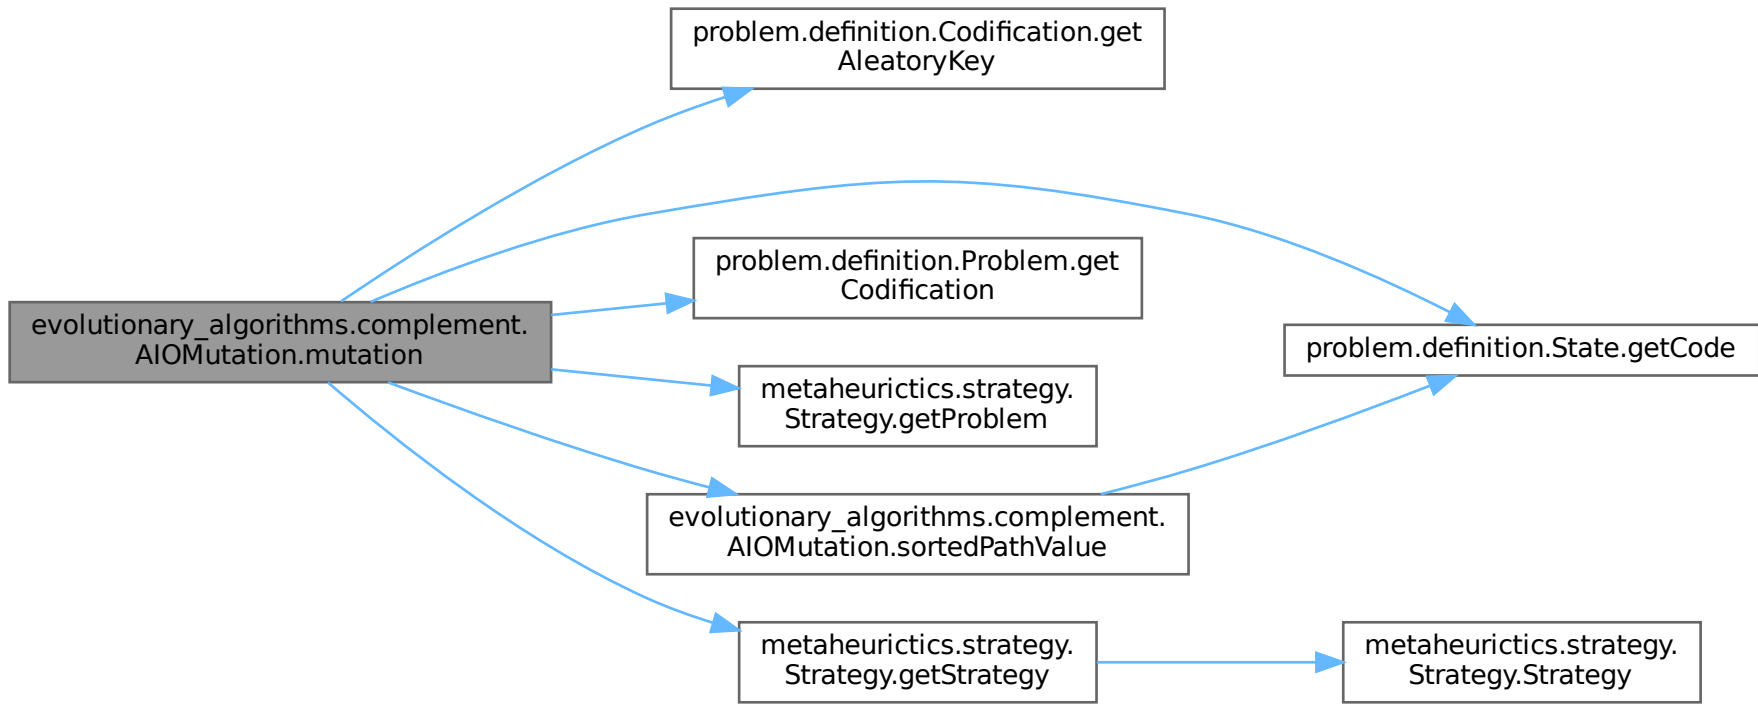 problem.definition.Codification.get
AleatoryKey
problem.definition.Problem.get
Codification
evolutionary_algorithms.complement.
AIOMutation.mutation
problem.definition.State.getCode
metaheurictics.strategy.
Strategy.getProblem
evolutionary_algorithms.complement.
AIOMutation.sortedPathValue
metaheurictics.strategy.
Strategy.getStrategy
metaheurictics.strategy.
Strategy.Strategy